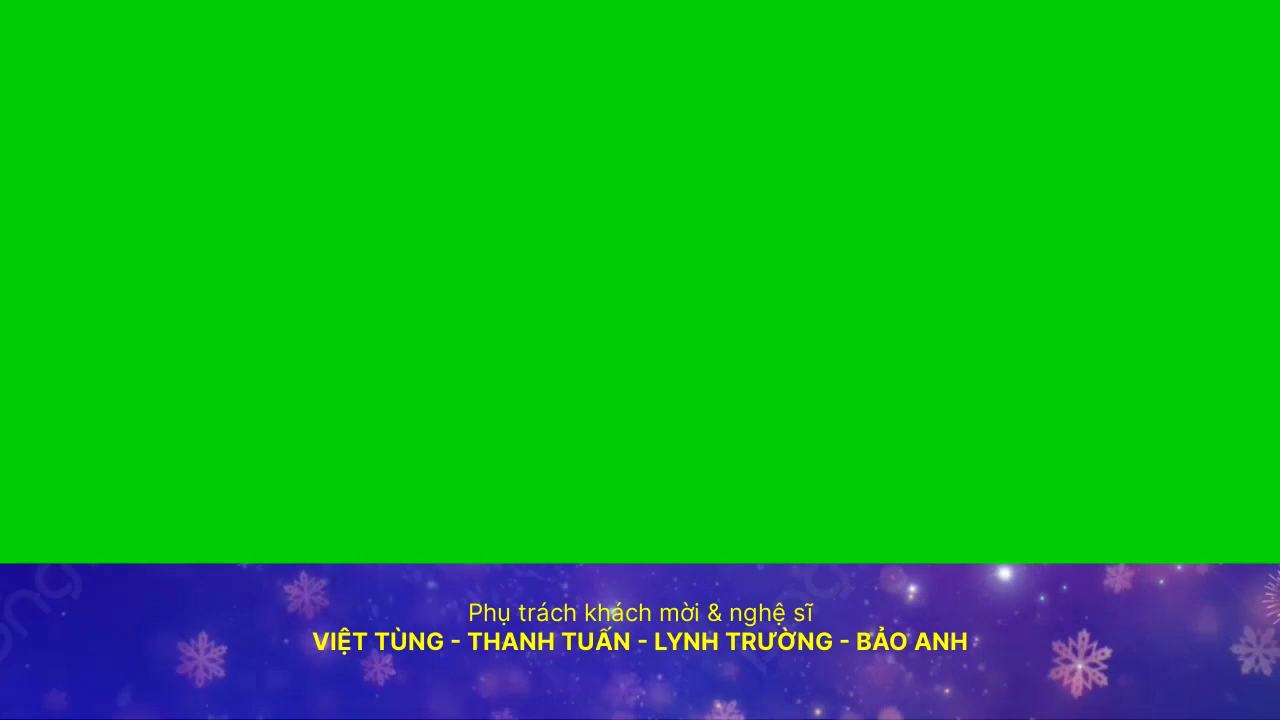 Phụ trách khách mời & nghệ sĩ
VIỆT TÙNG - THANH TUẤN - LYNH TRƯỜNG - BẢO ANH